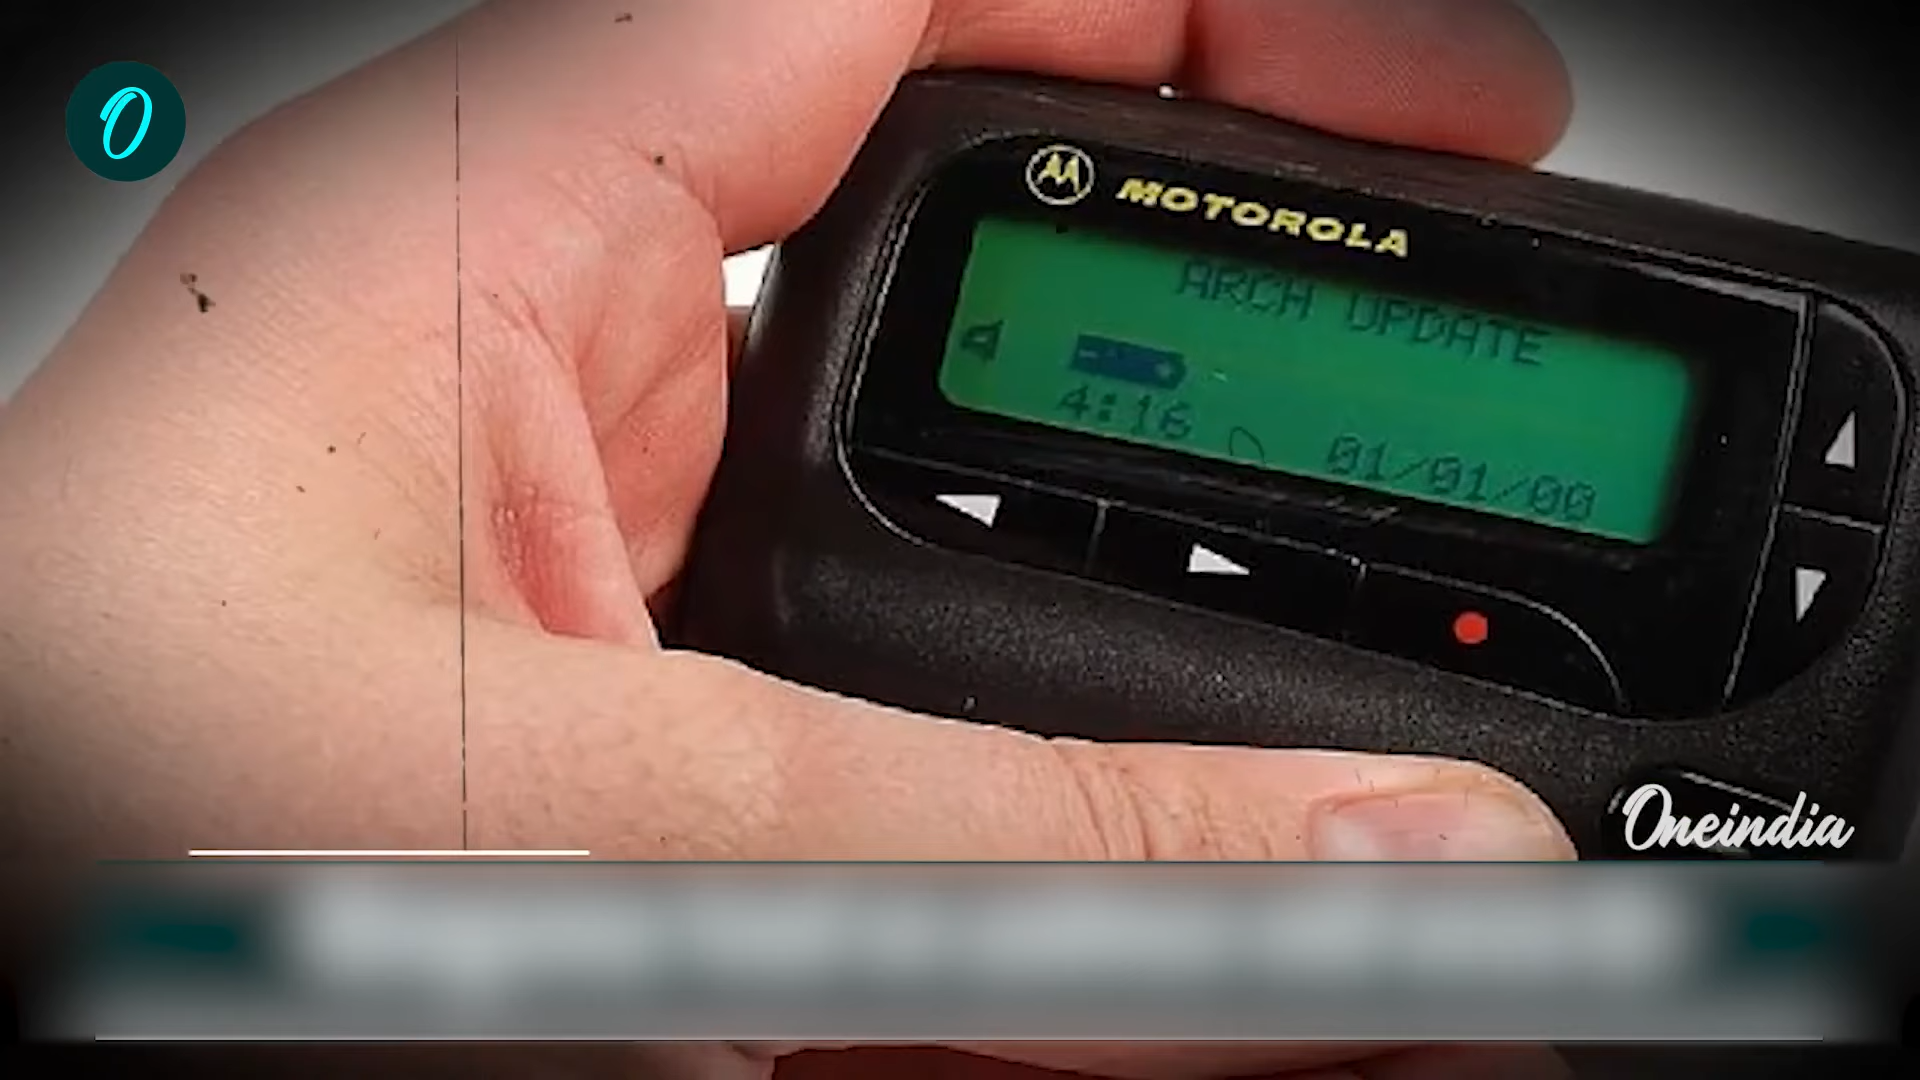 O
MOTOROLA
ARCH UPDATE
4:16
01/01/00
Oneindia